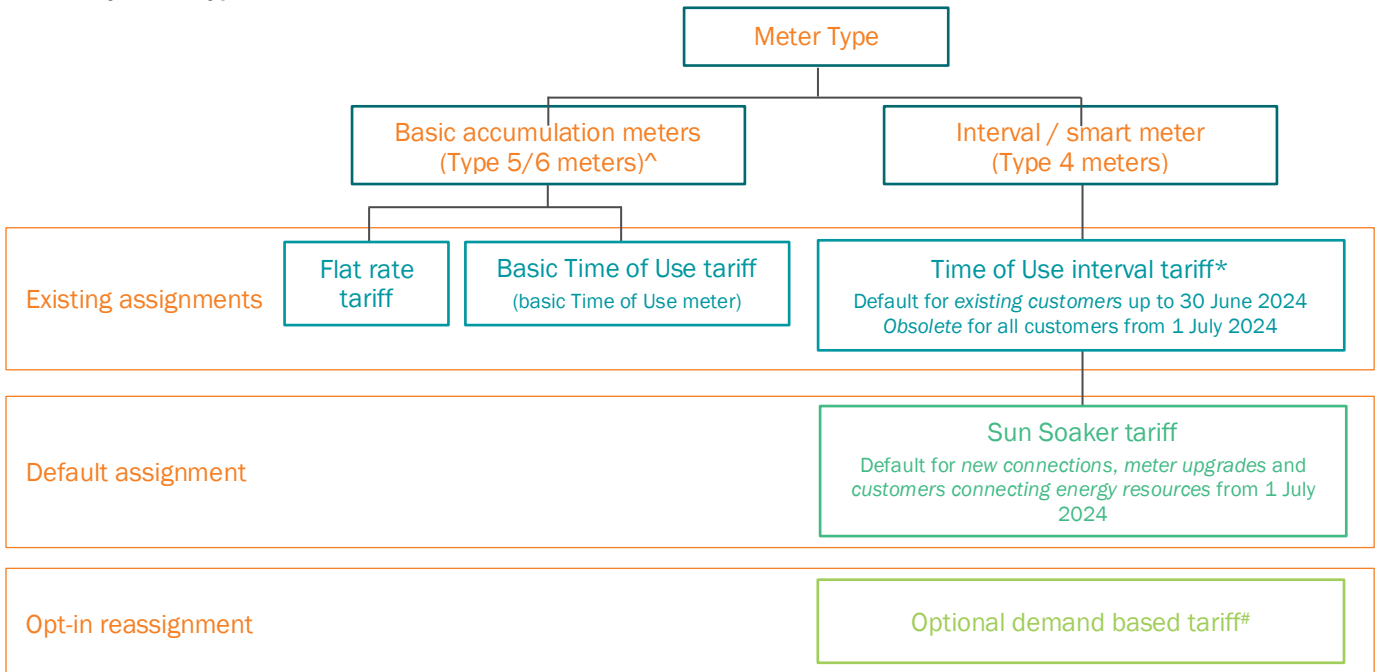 Meter Type
Basic accumulation meters
(Type 5/6 meters)^
Interval / smart meter
(Type 4 meters)
Existing assignments
Flat rate
tariff
Basic Time of Use tariff
(basic Time of Use meter)
Time of Use interval tariff*
Default for existing customers up to 30 June 2024
Obsolete for all customers from 1 July 2024
Default assignment
Sun Soaker tariff
Default for new connections, meter upgrades and
customers connecting energy resources from 1 July
2024
Opt-in reassignment
Optional demand based tariff#